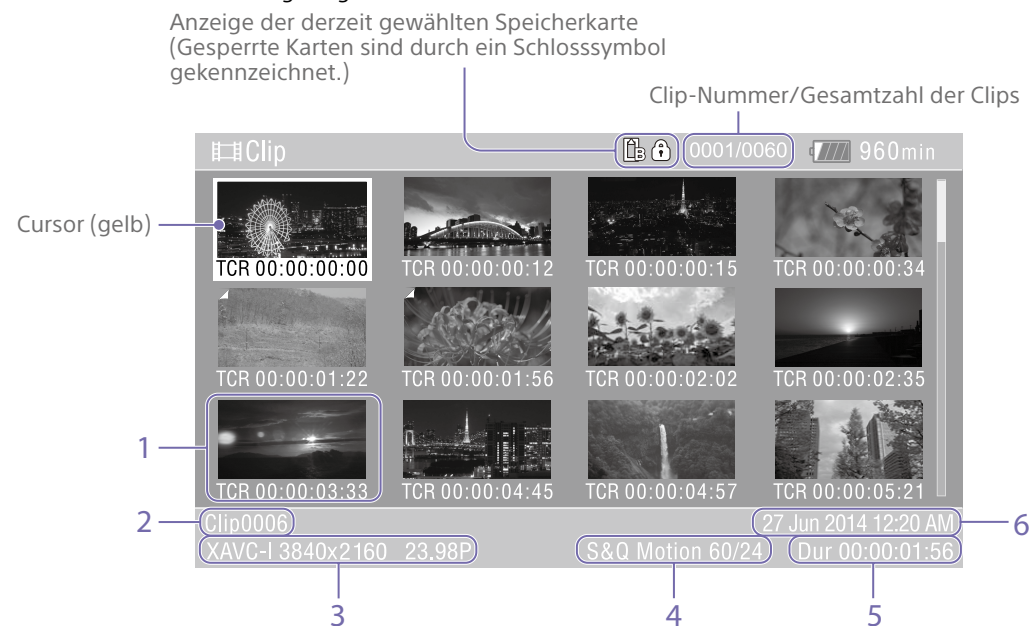 Anzeige der derzeit gewählten Speicherkarte
(Gesperrte Karten sind durch ein Schlosssymbol
gekennzeichnet.)
Clip-Nummer/Gesamtzahl der Clips
Clip
B
0001/0060
960min
Cursor (gelb)
TCR 00:00:00:00
TCR 00:00:00:12
TCR 00:00:00:15
TCR 00:00:00:34
TCR 00:00:01:22
TCR 00:00:01:56
TCR 00:00:02:02
TCR 00:00:02:35
1
TCR 00:00:03:33
TCR 00:00:04:45
TCR 00:00:04:57
TCR 00:00:05:21
2
Clip0006
27 Jun 2014 12:20 AM
6
XAVC-I 3840x2160 23.98P
S&Q Motion 60/24
Dur 00:00:01:56
3
4
5